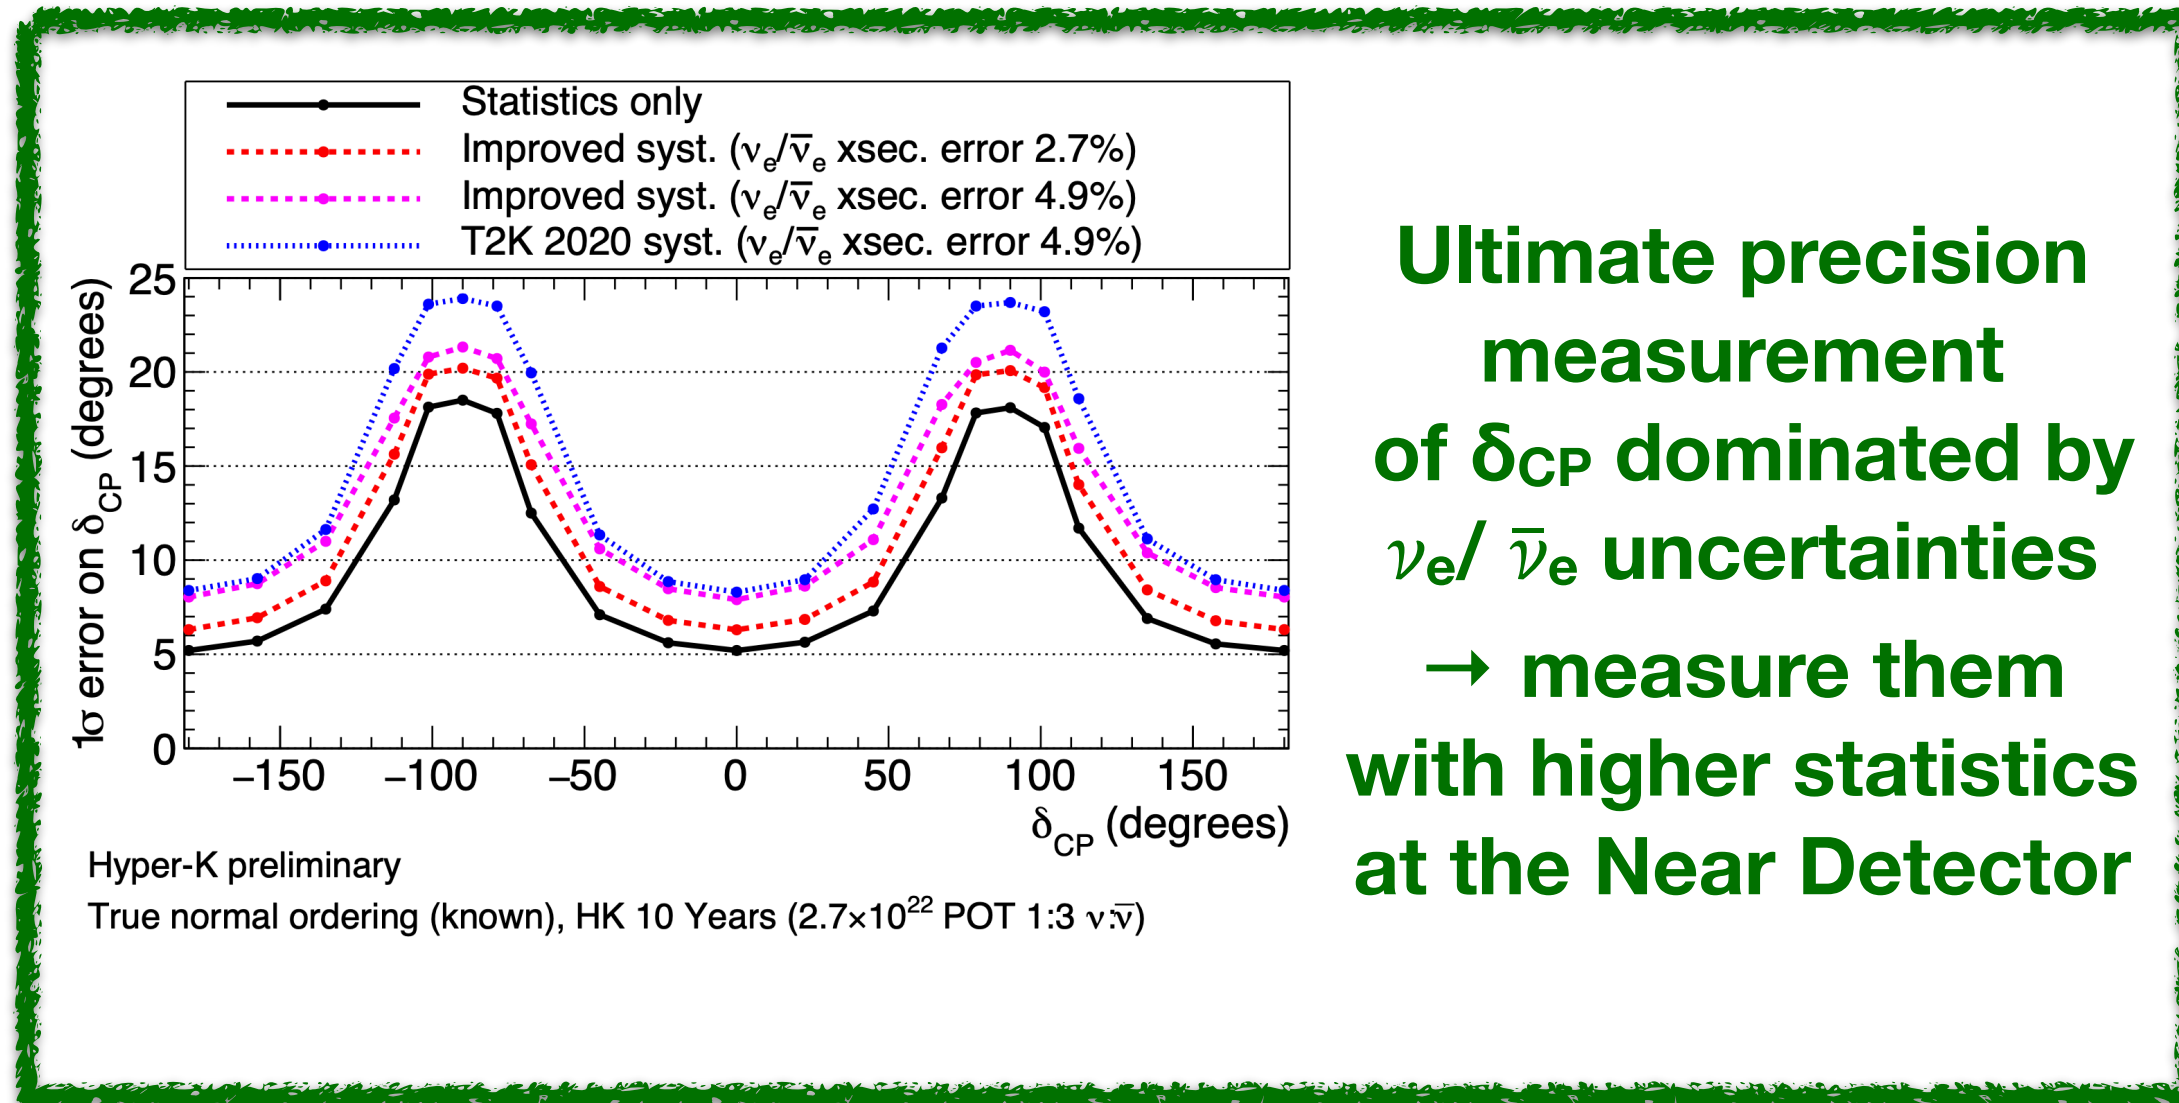 Statistics only
Improved syst. (νe/ν̅e xsec. error 2.7%)
Improved syst. (νe/ν̅e xsec. error 4.9%)
T2K 2020 syst. (νe/ν̅e xsec. error 4.9%)
1σ error on δCP (degrees)
25
20
15
10
5
0
−150 −100 −50 0 50 100 150
δCP (degrees)
Hyper-K preliminary
True normal ordering (known), HK 10 Years (2.7×10²² POT 1:3 ν:ν̅)
Ultimate precision
measurement
of δCP dominated by
νe/ ν̅e uncertainties
→ measure them
with higher statistics
at the Near Detector